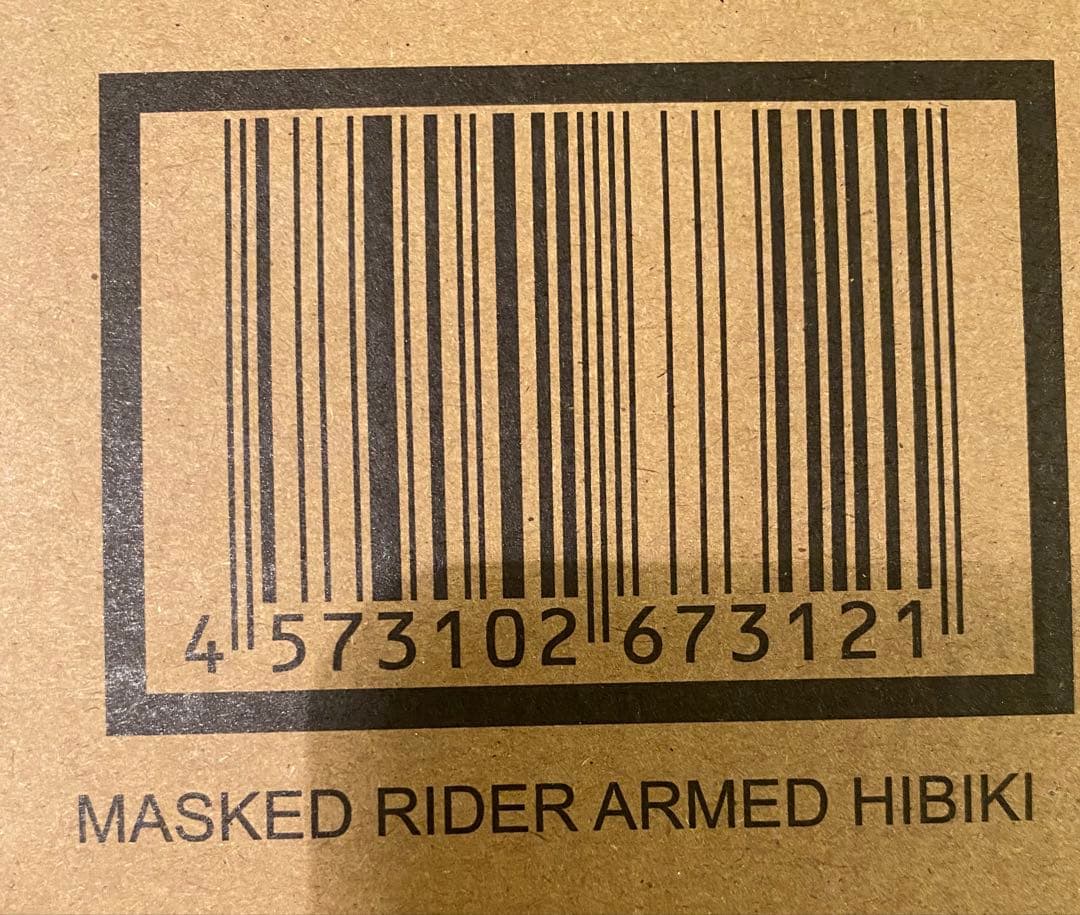 4 573102 673121
MASKED RIDER ARMED HIBIKI